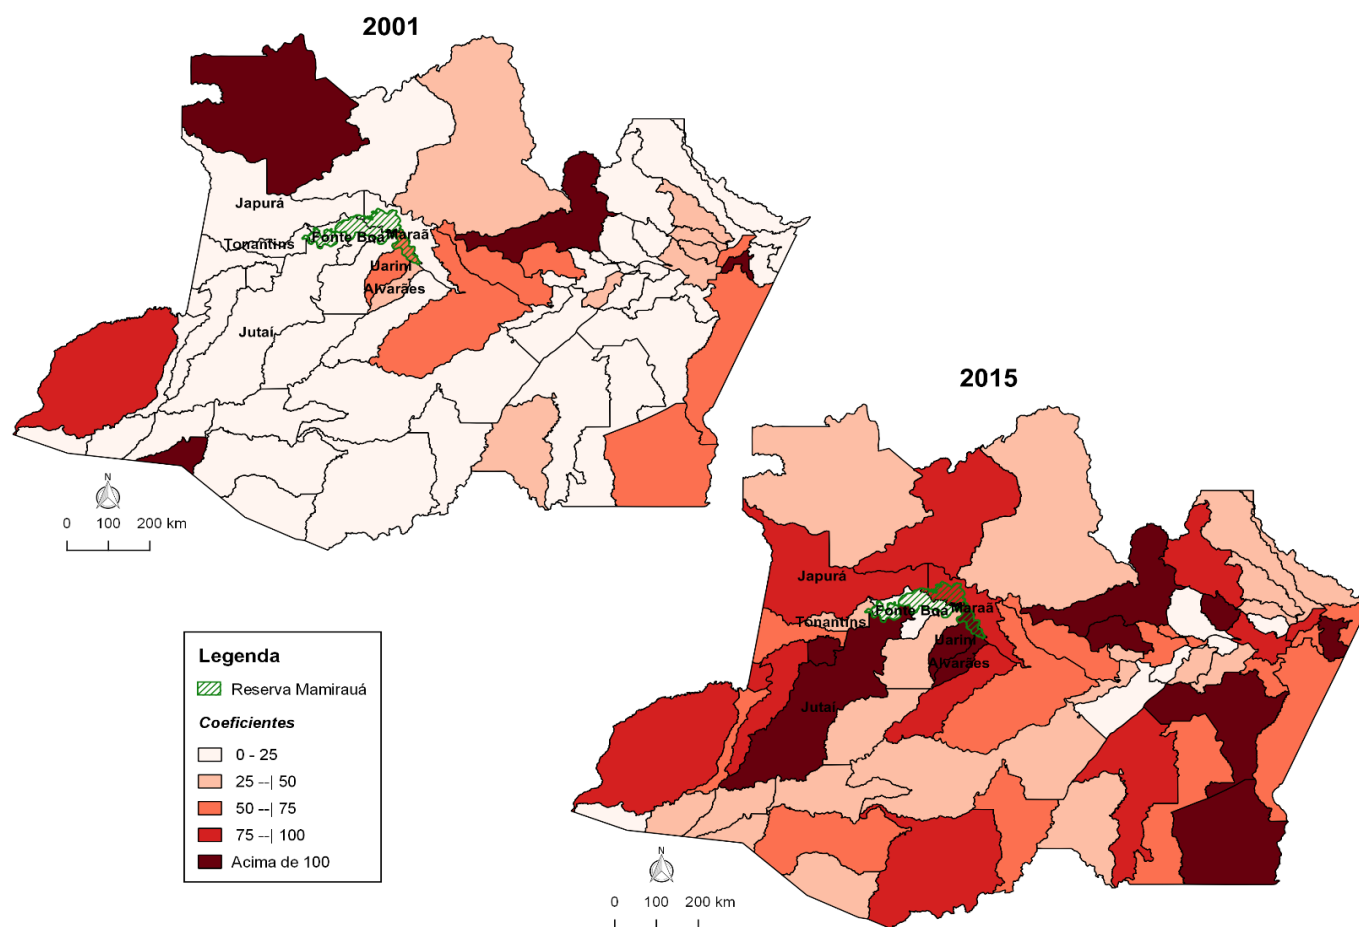 2001
Japurá
Tonantins
Fonte Boa
Maraã
Uarini
Alvarães
Jutaí
N
0 100 200 km
2015
Japurá
Tonantins
Fonte Boa
Maraã
Uarini
Alvarães
Jutaí
N
0 100 200 km
Legenda
Reserva Mamirauá
Coeficientes
0 - 25
25 --| 50
50 --| 75
75 --| 100
Acima de 100